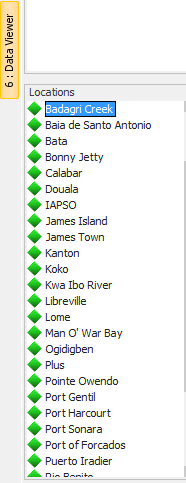 6 : Data Viewer
Locations
Badagri Creek
Baia de Santo Antonio
Bata
Bonny Jetty
Calabar
Douala
IAPSO
James Island
James Town
Kanton
Koko
Kwa Ibo River
Libreville
Lome
Man O' War Bay
Ogidigben
Plus
Pointe Owendo
Port Gentil
Port Harcourt
Port Sonara
Port of Forcados
Puerto Iradier
Rio Benito